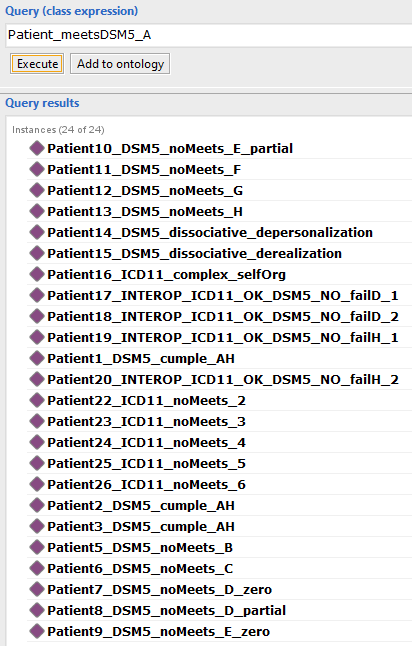 Query (class expression)
Patient_meetsDSM5_A
Execute
Add to ontology
Query results
Instances (24 of 24)
Patient10_DSM5_noMeets_E_partial
Patient11_DSM5_noMeets_F
Patient12_DSM5_noMeets_G
Patient13_DSM5_noMeets_H
Patient14_DSM5_dissociative_depersonalization
Patient15_DSM5_dissociative_derealization
Patient16_ICD11_complex_selfOrg
Patient17_INTEROP_ICD11_OK_DSM5_NO_failD_1
Patient18_INTEROP_ICD11_OK_DSM5_NO_failD_2
Patient19_INTEROP_ICD11_OK_DSM5_NO_failH_1
Patient1_DSM5_cumple_AH
Patient20_INTEROP_ICD11_OK_DSM5_NO_failH_2
Patient22_ICD11_noMeets_2
Patient23_ICD11_noMeets_3
Patient24_ICD11_noMeets_4
Patient25_ICD11_noMeets_5
Patient26_ICD11_noMeets_6
Patient2_DSM5_cumple_AH
Patient3_DSM5_cumple_AH
Patient5_DSM5_noMeets_B
Patient6_DSM5_noMeets_C
Patient7_DSM5_noMeets_D_zero
Patient8_DSM5_noMeets_D_partial
Patient9_DSM5_noMeets_E_zero